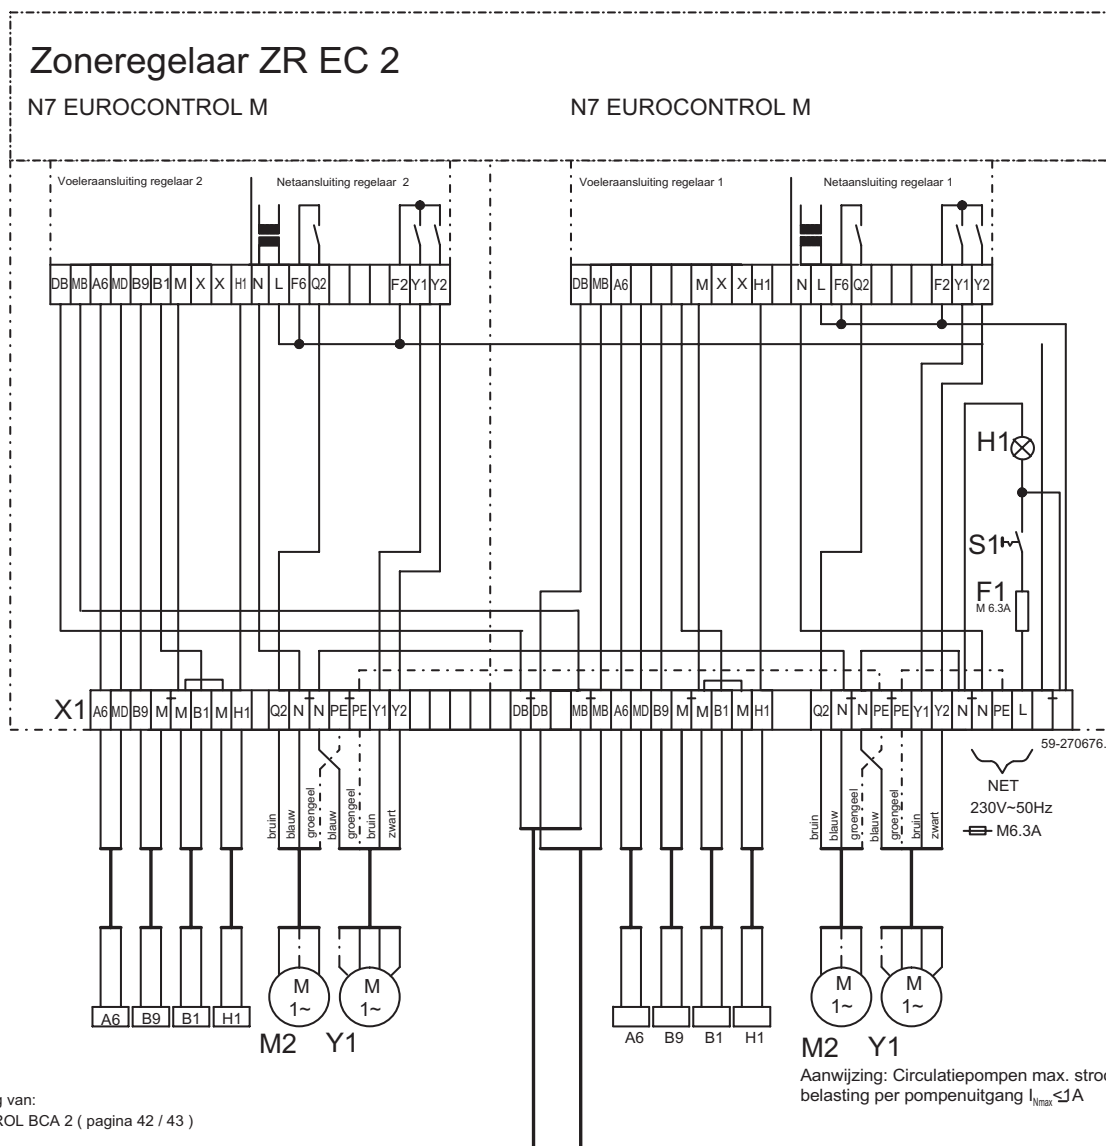 Zoneregelaar ZR EC 2
N7 EUROCONTROL M N7 EUROCONTROL M
Voeleraansluiting regelaar 2 Netaansluiting regelaar 2 Voeleraansluiting regelaar 1 Netaansluiting regelaar 1
DB MB A6 MD B9 B1 M X X H1 N L F6 Q2 F2 Y1 Y2 DB MB A6 M X X H1 N L F6 Q2 F2 Y1 Y2
H1
S1
F1
M 6.3A
X1 A6 MD B9 M M B1 M H1 Q2 N N PE PE Y1 Y2 DB DB MB MB A6 MD B9 M M B1 M H1 Q2 N N PE PE Y1 Y2 N N PE L
59-270676.
bruin blauw groengeel blauw groengeel bruin zwart bruin blauw groengeel blauw groengeel bruin zwart
NET
230V~50Hz
M6.3A
M 1~ M 1~ M 1~ M 1~
A6 B9 B1 H1 A6 B9 B1 H1
M2 Y1 M2 Y1
Aanwijzing: Circulatiepompen max. stroo
belasting per pompenuitgang I Nmax ≤1A
g van:
ROL BCA 2 ( pagina 42 / 43 )